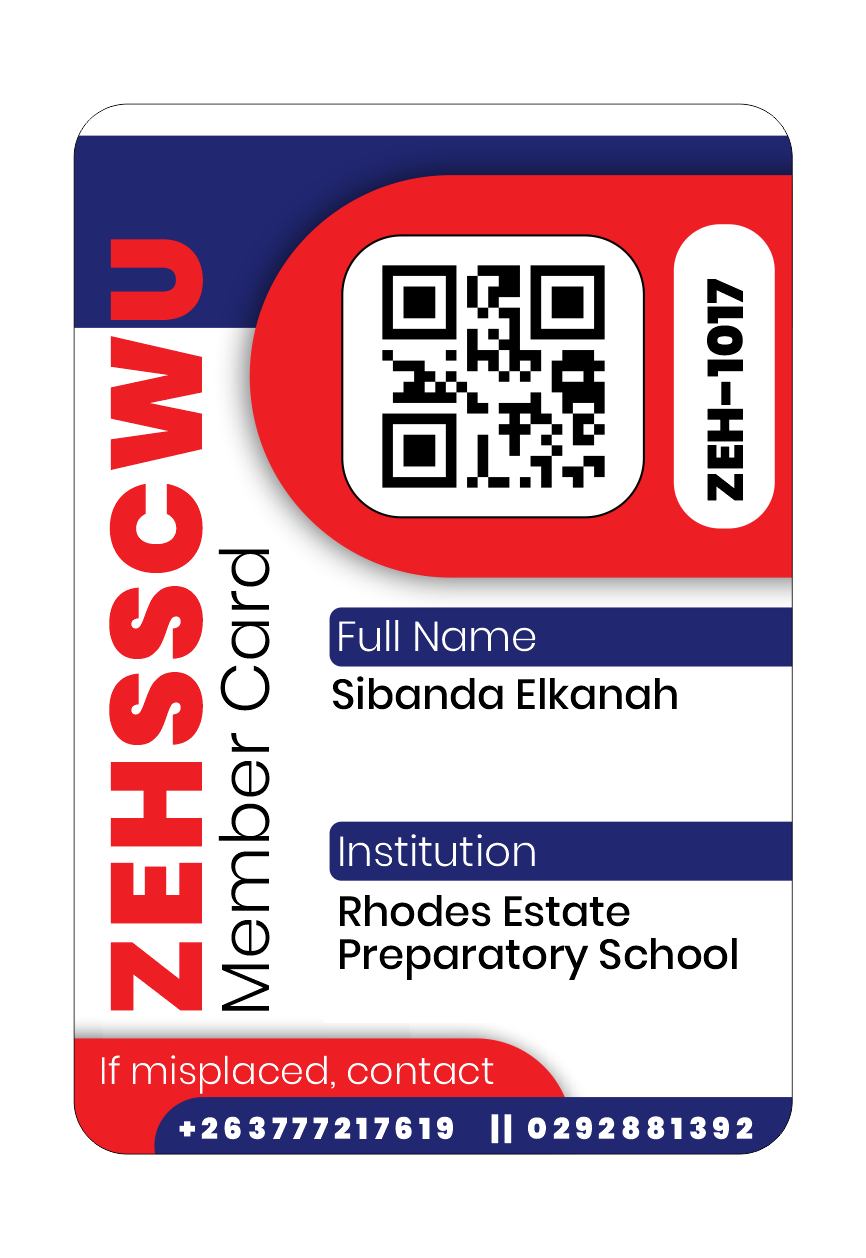 ZEHSSCWU
Member Card
ZEH-1017
Full Name
Sibanda Elkanah
Institution
Rhodes Estate
Preparatory School
If misplaced, contact
+263777217619 || 0292881392